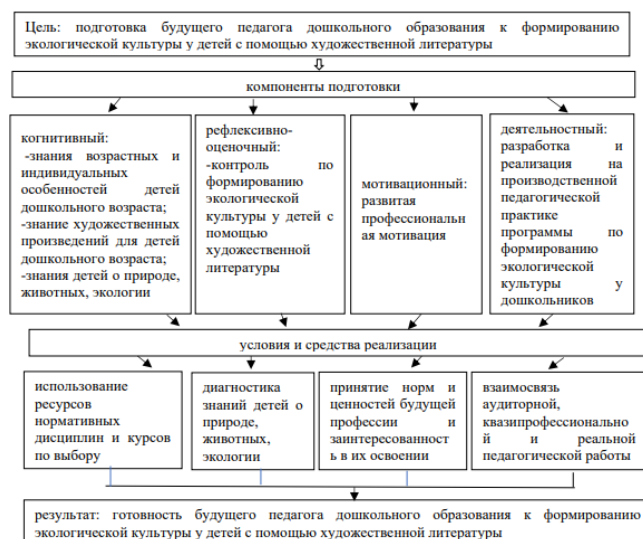 Цель: подготовка будущего педагога дошкольного образования к формированию
экологической культуры у детей с помощью художественной литературы
компоненты подготовки
когнитивный:
-знания возрастных и
индивидуальных
особенностей детей
дошкольного возраста;
-знание художественных
произведений для детей
дошкольного возраста;
-знания детей о природе,
животных, экологии
рефлексивно-
оценочный:
-контроль по
формированию
экологической
культуры у детей с
помощью
художественной
литературы
мотивационный:
развитая
профессиональн
ая мотивация
деятельностный:
разработка и
реализация на
производственной
педагогической
практике
программы по
формированию
экологической
культуры у
дошкольников
условия и средства реализации
использование
ресурсов
нормативных
дисциплин и курсов
по выбору
диагностика
знаний детей о
природе,
животных,
экологии
принятие норм и
ценностей будущей
профессии и
заинтересованност
ь в их освоении
взаимосвязь
аудиторной,
квазипрофессионально
й и реальной
педагогической работы
результат: готовность будущего педагога дошкольного образования к формированию
экологической культуры у детей с помощью художественной литературы